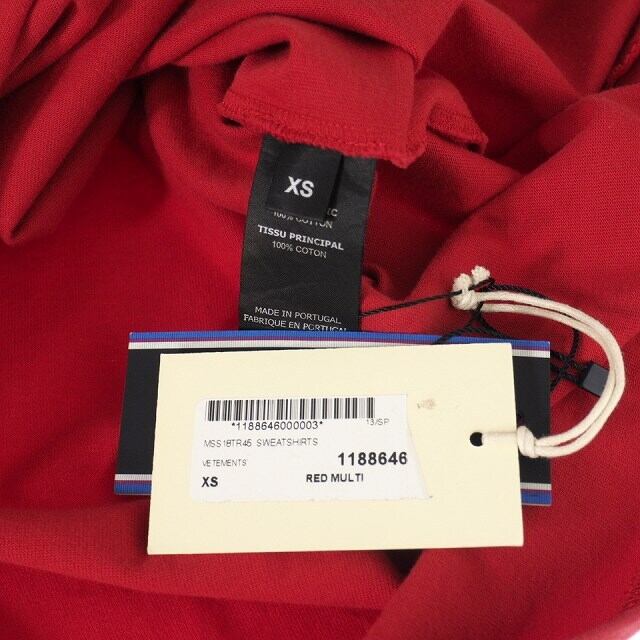 XS
100% COTTON
TISSU PRINCIPAL
100% COTON
MADE IN PORTUGAL
FABRIQUE EN PORTUGAL
*1188646000003*
13/SP
MSS18TR45 SWEATSHIRTS
VETEMENTS
1188646
XS
RED MULTI